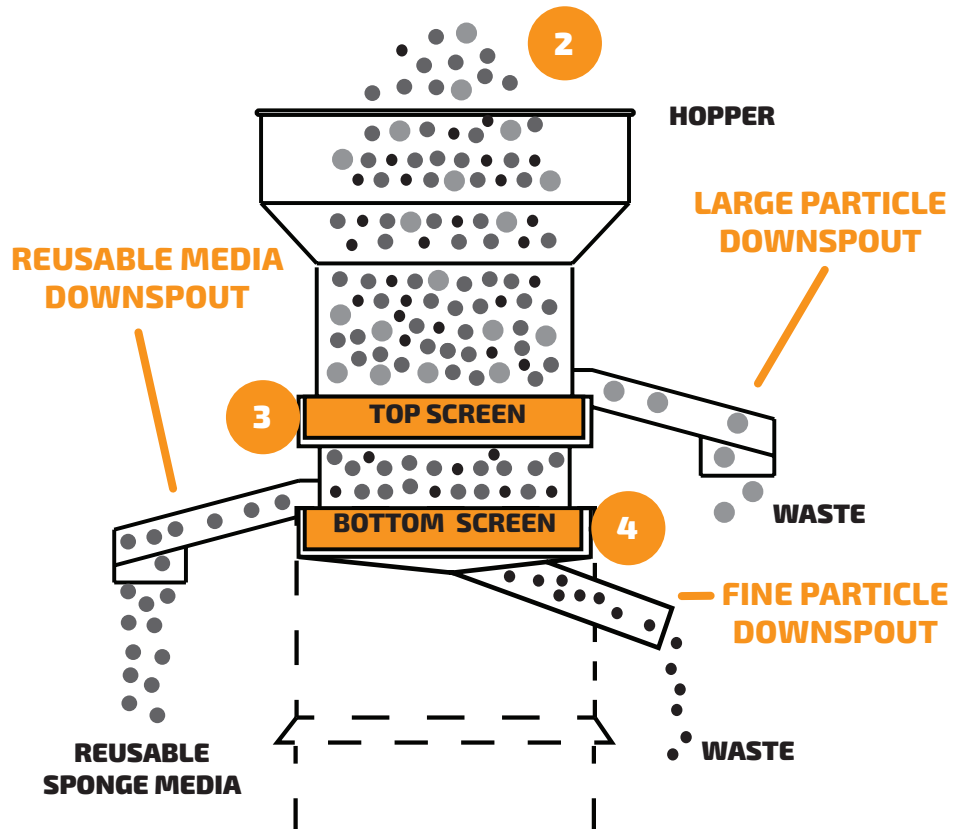 2
HOPPER
LARGE PARTICLE
DOWNSPOUT
REUSABLE MEDIA
DOWNSPOUT
3
TOP SCREEN
WASTE
BOTTOM SCREEN
4
FINE PARTICLE
DOWNSPOUT
REUSABLE
SPONGE MEDIA
WASTE